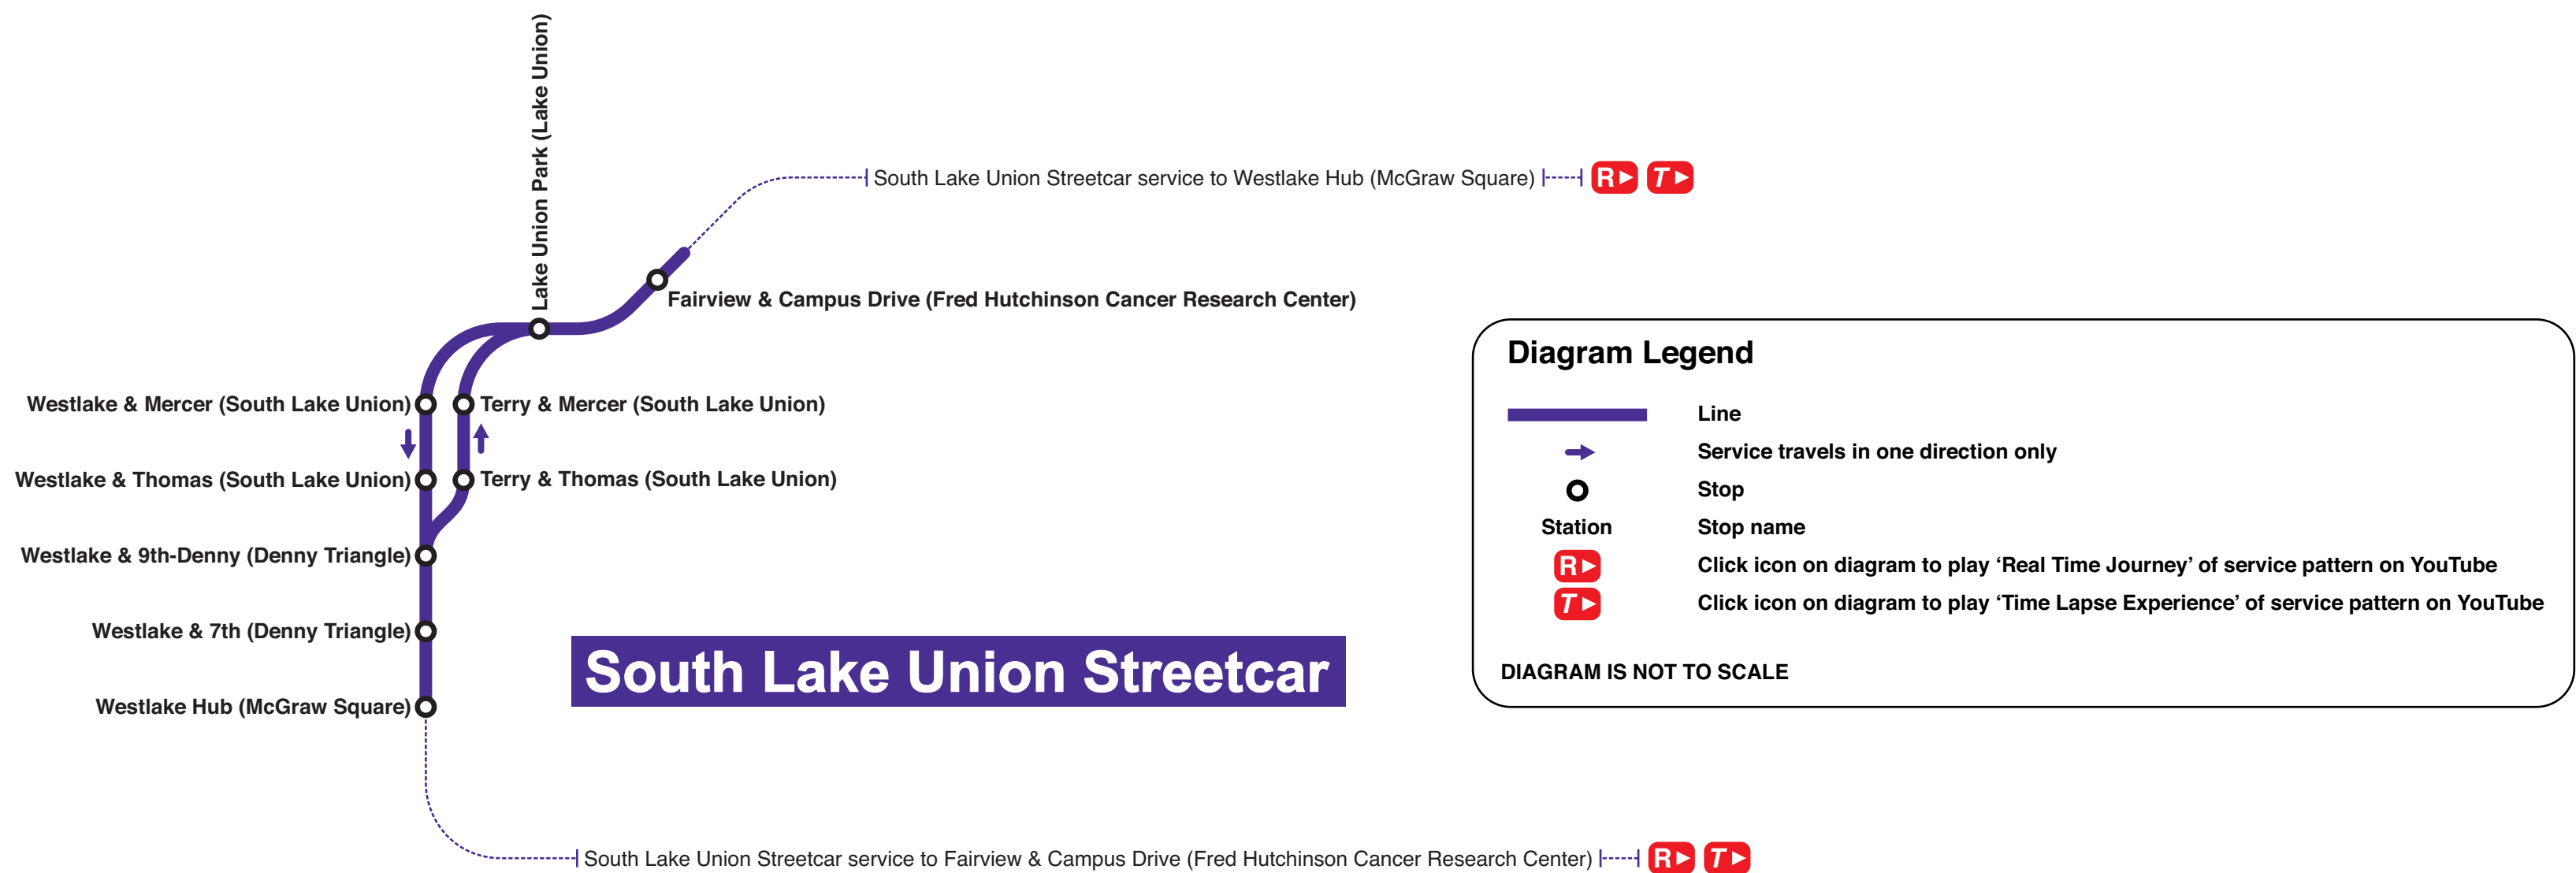 Lake Union Park (Lake Union)
South Lake Union Streetcar service to Westlake Hub (McGraw Square)
R
T
Fairview & Campus Drive (Fred Hutchinson Cancer Research Center)
Westlake & Mercer (South Lake Union)
Terry & Mercer (South Lake Union)
Westlake & Thomas (South Lake Union)
Terry & Thomas (South Lake Union)
Westlake & 9th-Denny (Denny Triangle)
Westlake & 7th (Denny Triangle)
Westlake Hub (McGraw Square)
South Lake Union Streetcar
South Lake Union Streetcar service to Fairview & Campus Drive (Fred Hutchinson Cancer Research Center)
R
T
Diagram Legend
Line
Service travels in one direction only
Stop
Station
Stop name
R
Click icon on diagram to play ‘Real Time Journey’ of service pattern on YouTube
T
Click icon on diagram to play ‘Time Lapse Experience’ of service pattern on YouTube
DIAGRAM IS NOT TO SCALE